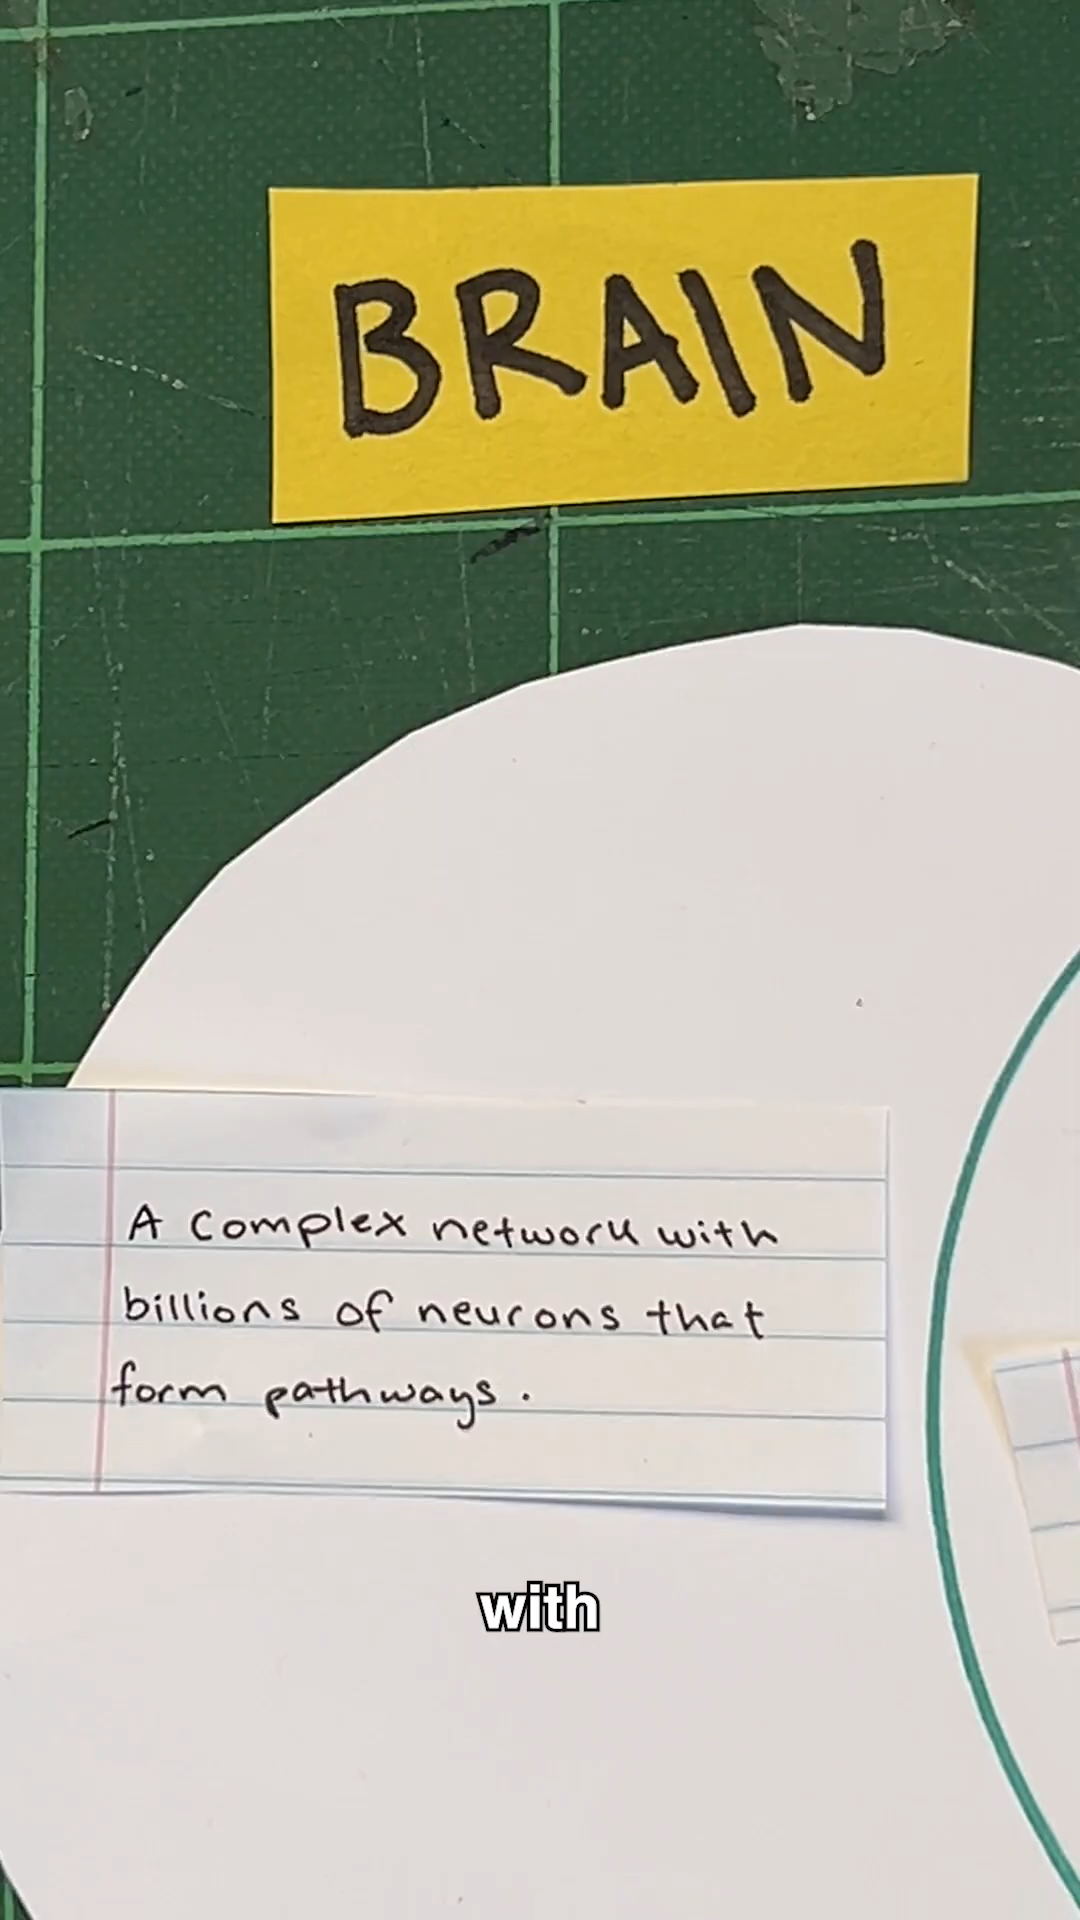 BRAIN
A complex network with
billions of neurons that
form pathways.
with